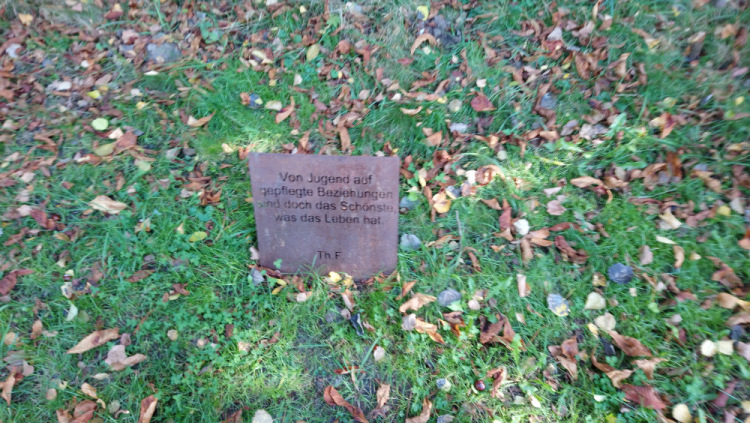 Von Jugend auf
gepflegte Beziehungen
sind doch das Schönste,
was das Leben hat.
Th.F.